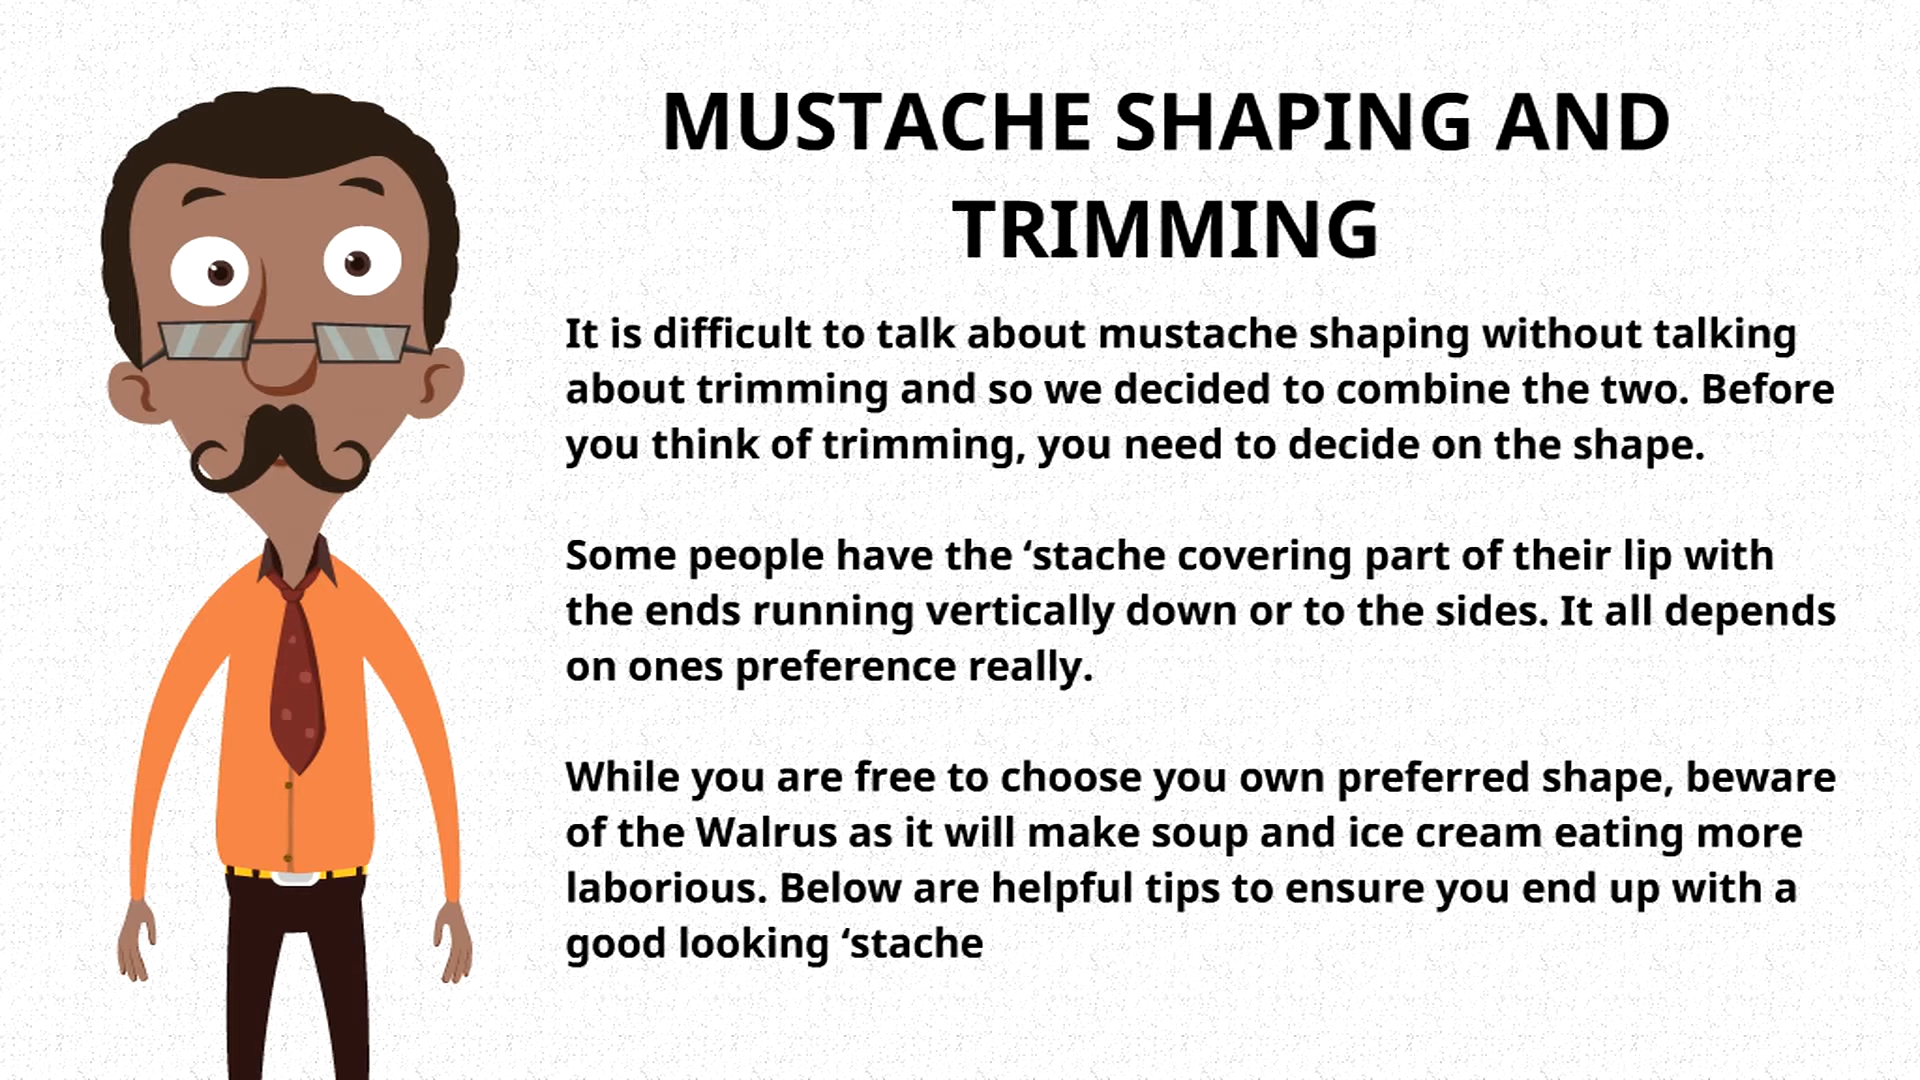 MUSTACHE SHAPING AND
TRIMMING
It is difficult to talk about mustache shaping without talking
about trimming and so we decided to combine the two. Before
you think of trimming, you need to decide on the shape.
Some people have the ‘stache covering part of their lip with
the ends running vertically down or to the sides. It all depends
on ones preference really.
While you are free to choose you own preferred shape, beware
of the Walrus as it will make soup and ice cream eating more
laborious. Below are helpful tips to ensure you end up with a
good looking ‘stache